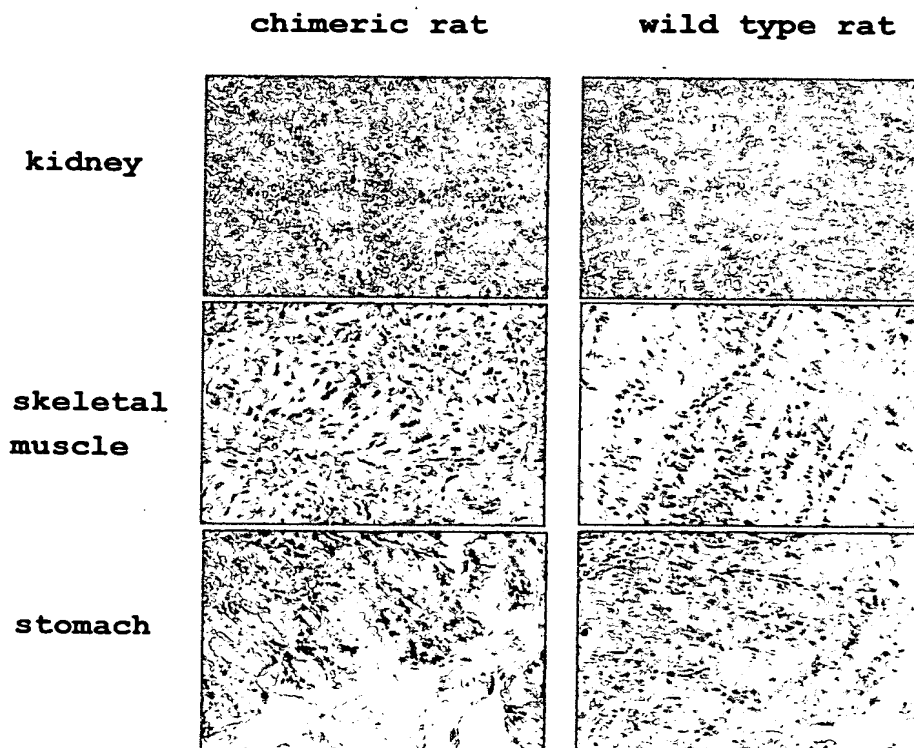 chimeric rat
wild type rat
kidney
skeletal
muscle
stomach